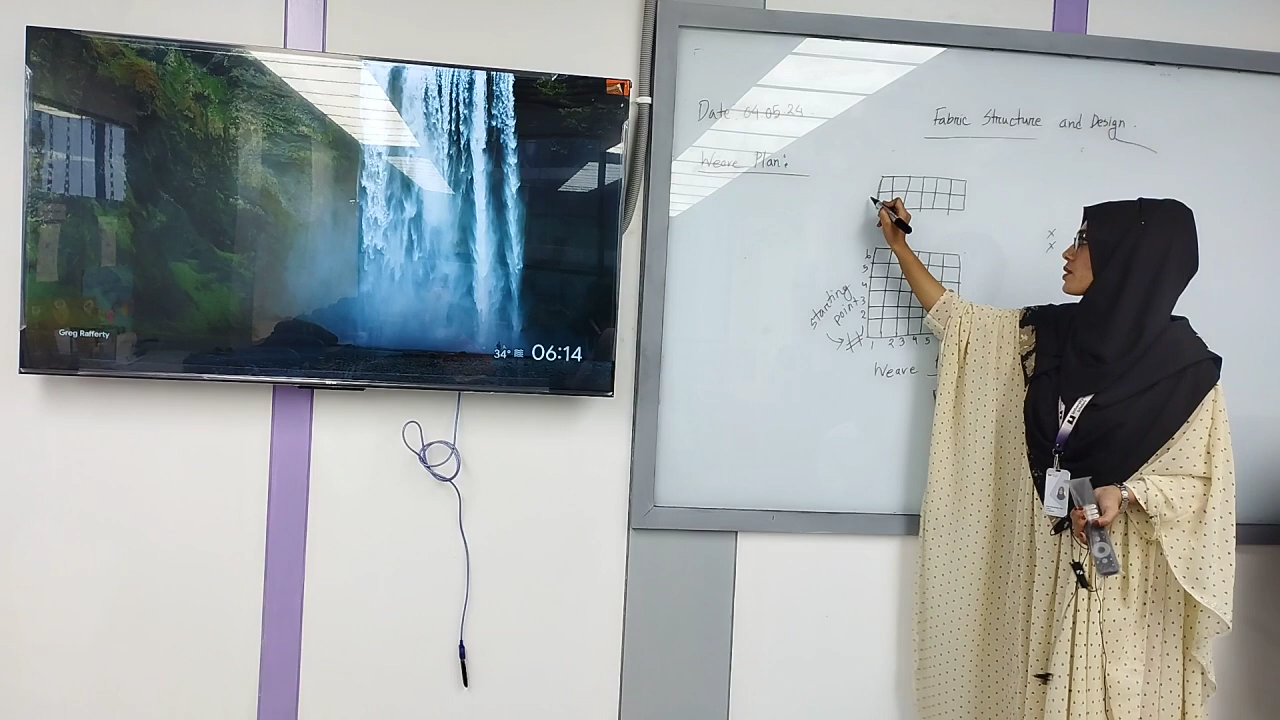 Greg Rafferty
34°
06:14
Date 04.05.24
Fabric Structure and Design.
Weave Plan:
x
x
6
5
4
3
2
1 2 3 4 5
starting
point
Weave